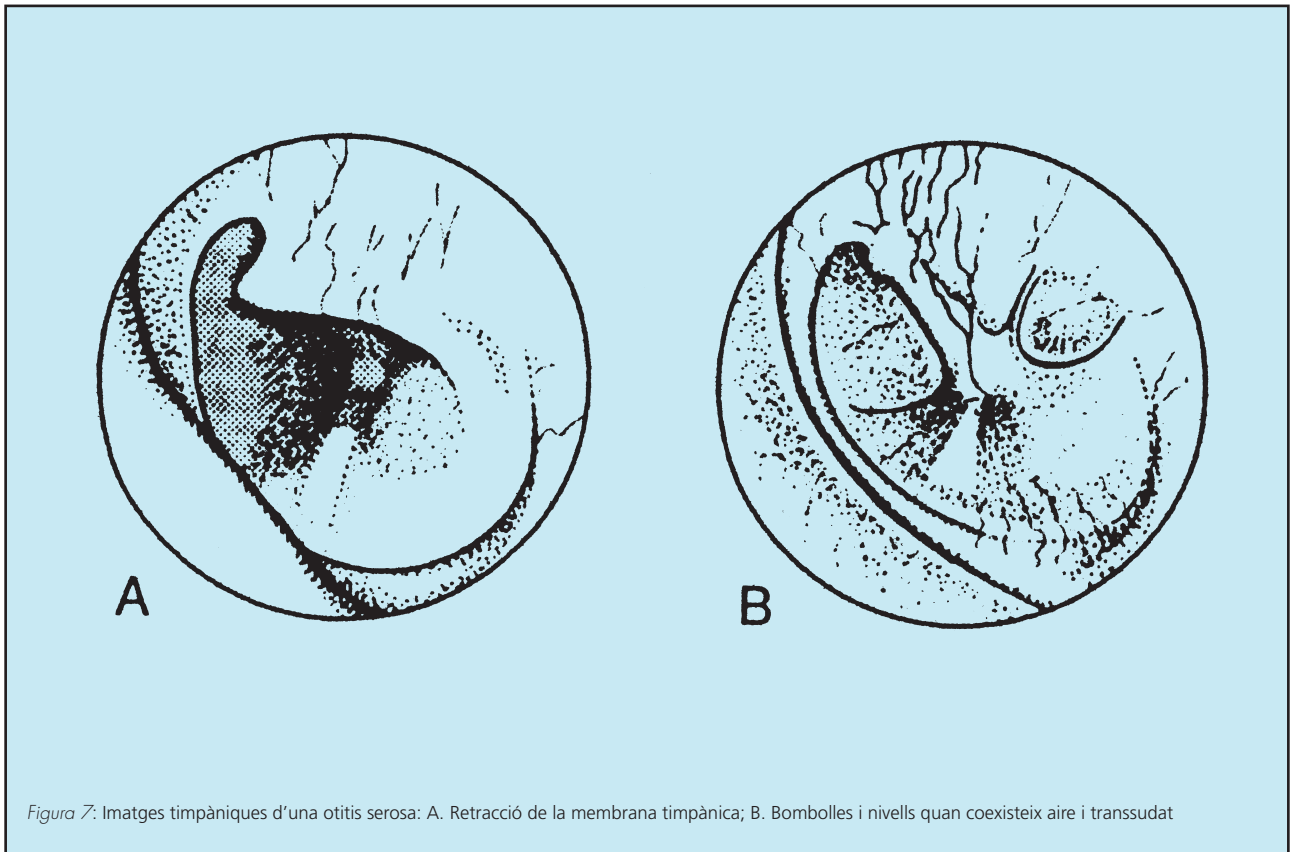 A
B
Figura 7: Imatges timpàniques d'una otitis serosa: A. Retracció de la membrana timpànica; B. Bombolles i nivells quan coexisteix aire i transsudat